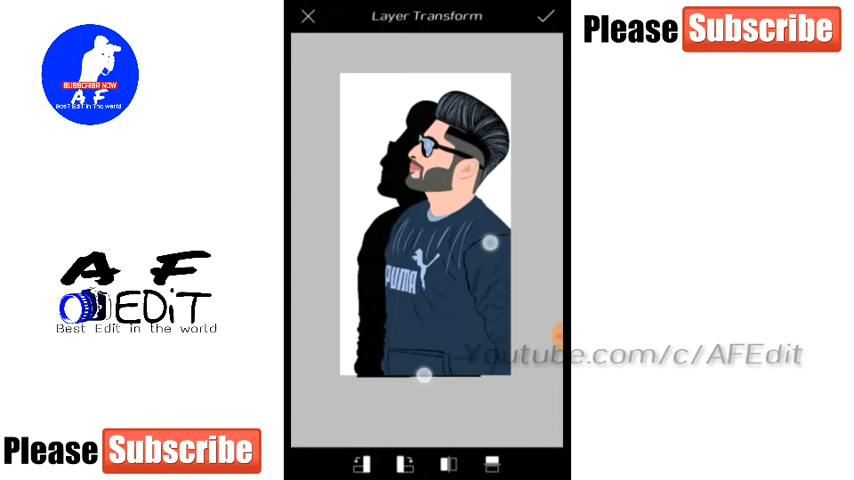 Layer Transform
Please Subscribe
SUBSCRIBER NOW
A F
BesT EdiT in The world
A F
EDiT
Best Edit in the world
PUMA
Youtube.com/c/AFEdit
Please Subscribe